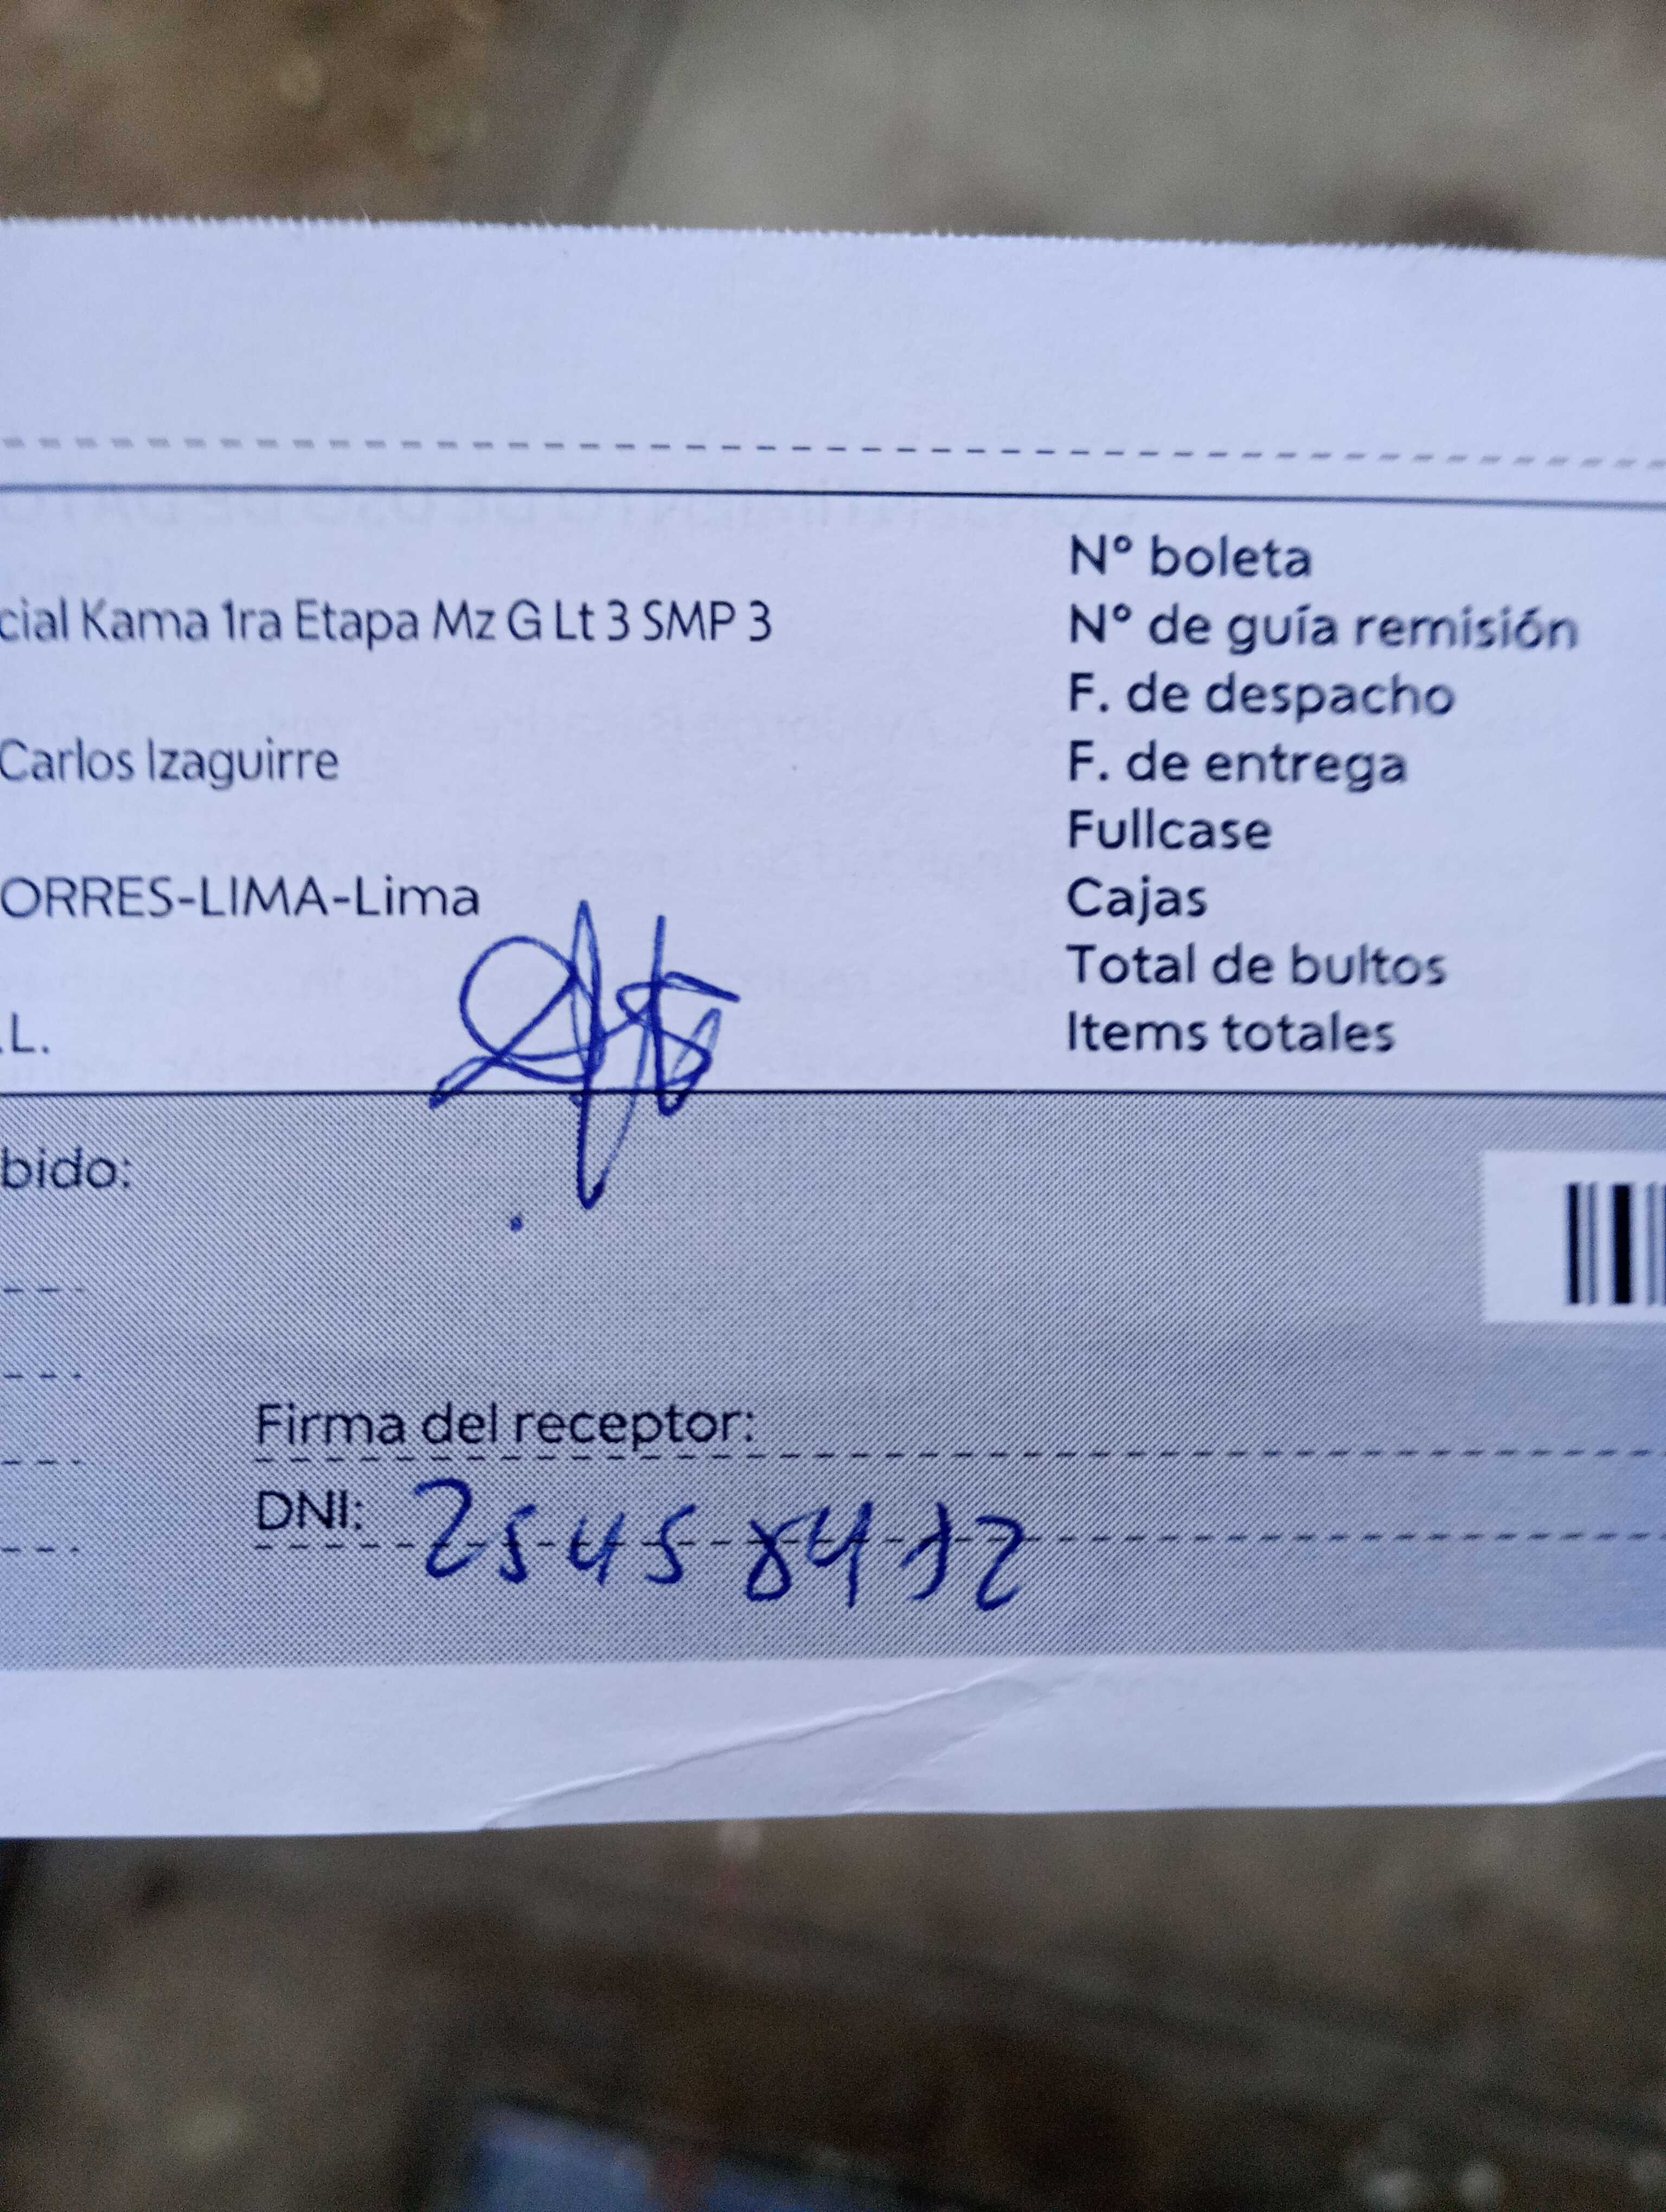 cial Kama 1ra Etapa Mz G Lt 3 SMP 3
Carlos Izaguirre
ORRES-LIMA-Lima
.L.
N° boleta
N° de guía remisión
F. de despacho
F. de entrega
Fullcase
Cajas
Total de bultos
Items totales
bido:
Firma del receptor:
DNI: 25458412